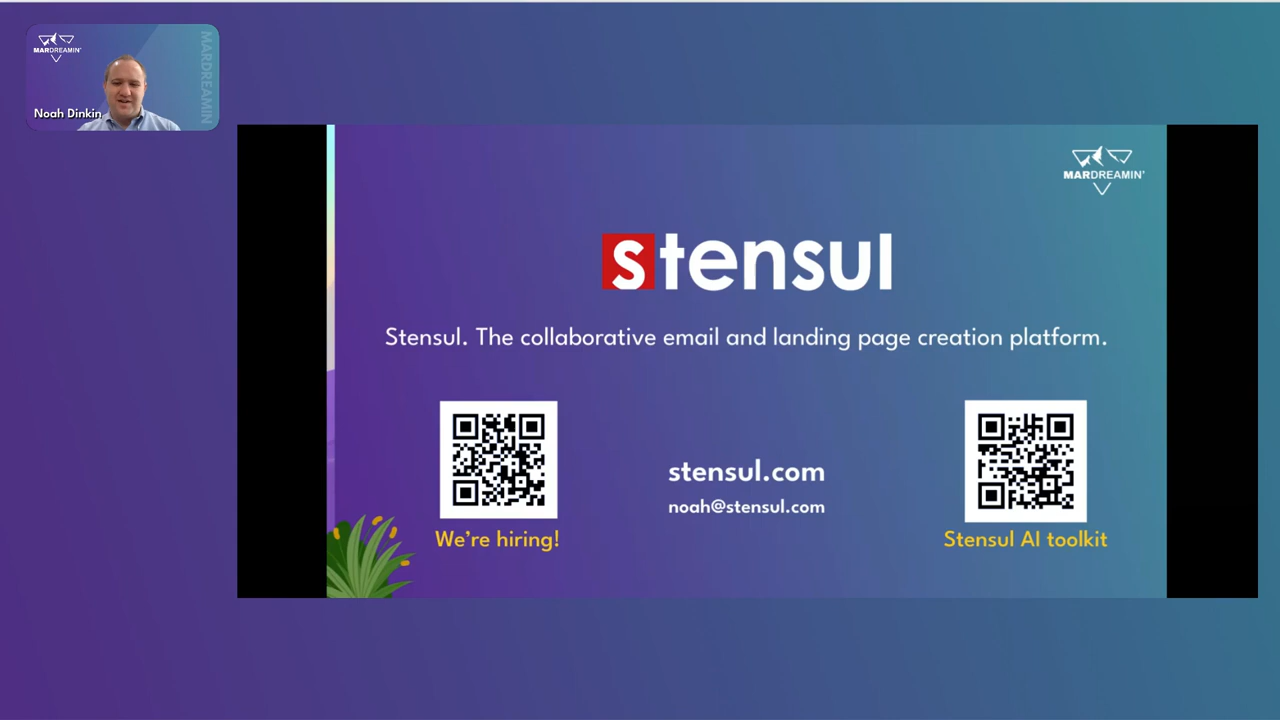 MARDREAMIN'
MARDREAMIN
Noah Dinkin
MARDREAMIN'
stensul
Stensul. The collaborative email and landing page creation platform.
stensul.com
noah@stensul.com
We're hiring!
Stensul AI toolkit